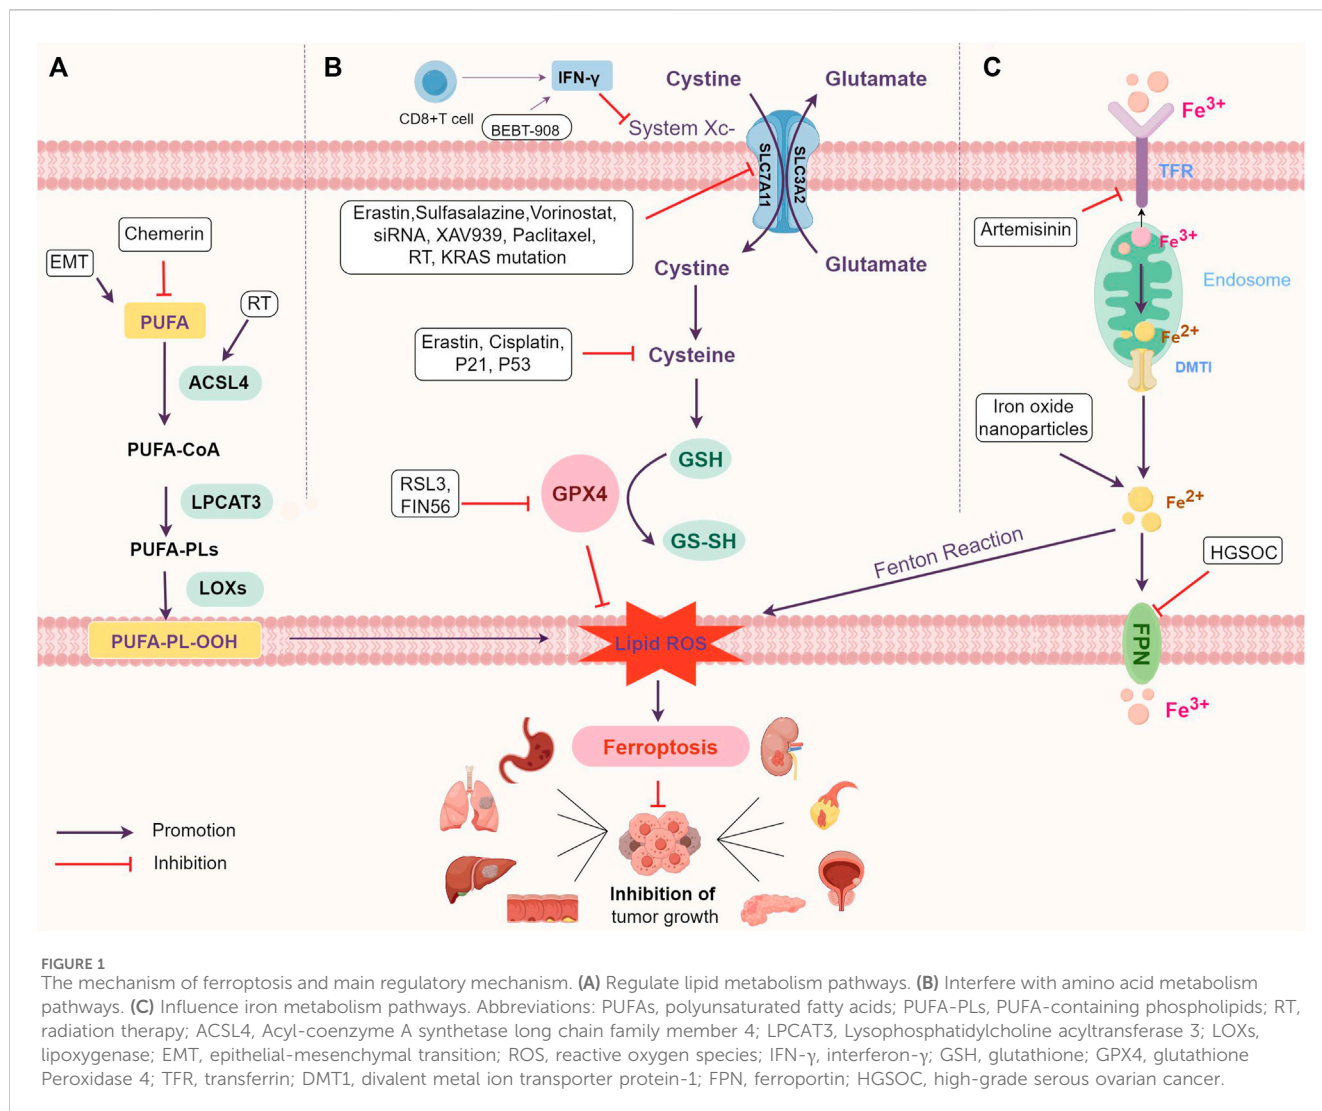 A
B
C
CD8+T cell
IFN-γ
BEBT-908
System Xc-
Cystine
Glutamate
SLC7A11
SLC3A2
Fe3+
TFR
Erastin,Sulfasalazine,Vorinostat,
siRNA, XAV939, Paclitaxel,
RT, KRAS mutation
Cystine
Glutamate
Chemerin
EMT
PUFA
RT
ACSL4
PUFA-CoA
LPCAT3
PUFA-PLs
LOXs
PUFA-PL-OOH
Erastin, Cisplatin,
P21, P53
Cysteine
GSH
RSL3,
FIN56
GPX4
GS-SH
Artemisinin
Fe3+
Endosome
Fe2+
DMTI
Iron oxide
nanoparticles
Fe2+
Fenton Reaction
HGSOC
FPN
Fe3+
Lipid ROS
Ferroptosis
Promotion
Inhibition
Inhibition of
tumor growth
FIGURE 1
The mechanism of ferroptosis and main regulatory mechanism. (A) Regulate lipid metabolism pathways. (B) Interfere with amino acid metabolism
pathways. (C) Influence iron metabolism pathways. Abbreviations: PUFAs, polyunsaturated fatty acids; PUFA-PLs, PUFA-containing phospholipids; RT,
radiation therapy; ACSL4, Acyl-coenzyme A synthetase long chain family member 4; LPCAT3, Lysophosphatidylcholine acyltransferase 3; LOXs,
lipoxygenase; EMT, epithelial-mesenchymal transition; ROS, reactive oxygen species; IFN-γ, interferon-γ; GSH, glutathione; GPX4, glutathione
Peroxidase 4; TFR, transferrin; DMT1, divalent metal ion transporter protein-1; FPN, ferroportin; HGSOC, high-grade serous ovarian cancer.